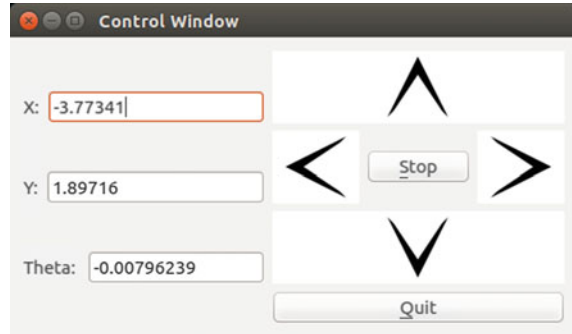 Control Window
X: -3.77341
Stop
Y: 1.89716
Theta: -0.00796239
Quit